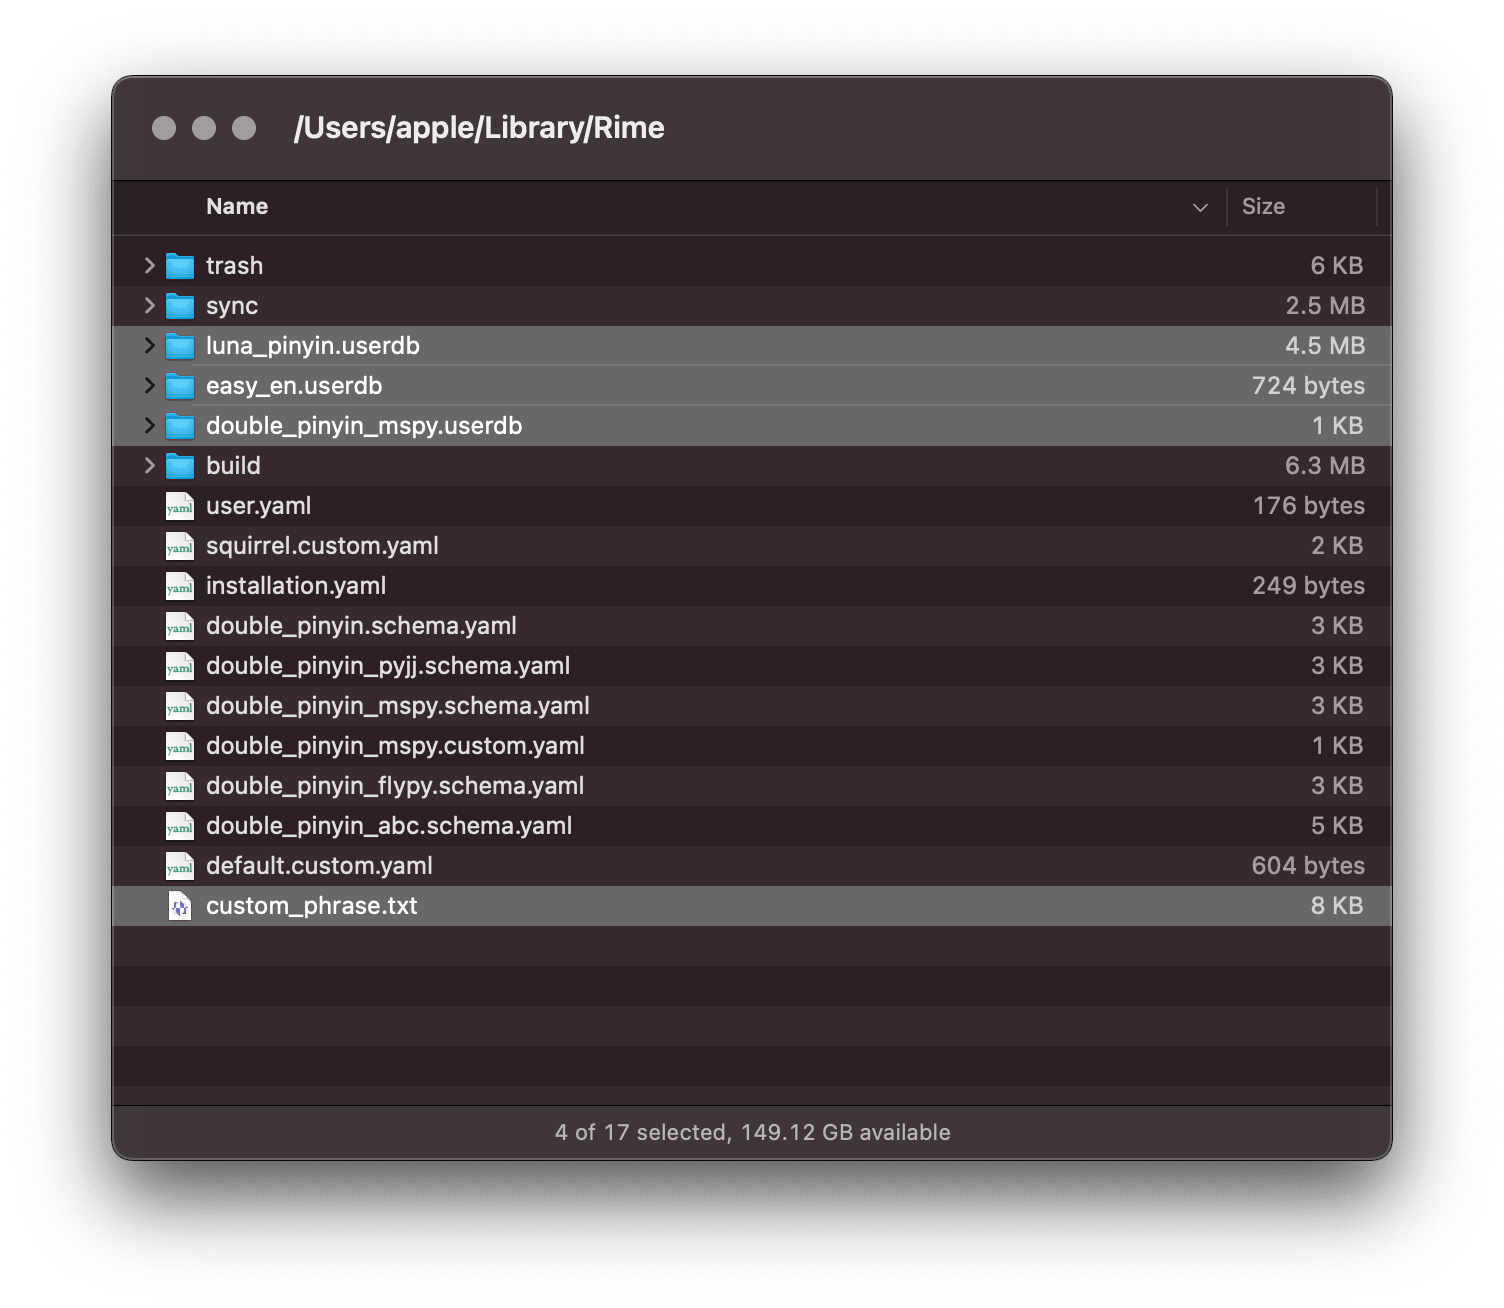 /Users/apple/Library/Rime
Name Size
trash 6 KB
sync 2.5 MB
luna_pinyin.userdb 4.5 MB
easy_en.userdb 724 bytes
double_pinyin_mspy.userdb 1 KB
build 6.3 MB
yaml user.yaml 176 bytes
yaml squirrel.custom.yaml 2 KB
yaml installation.yaml 249 bytes
yaml double_pinyin.schema.yaml 3 KB
yaml double_pinyin_pyjj.schema.yaml 3 KB
yaml double_pinyin_mspy.schema.yaml 3 KB
yaml double_pinyin_mspy.custom.yaml 1 KB
yaml double_pinyin_flypy.schema.yaml 3 KB
yaml double_pinyin_abc.schema.yaml 5 KB
yaml default.custom.yaml 604 bytes
custom_phrase.txt 8 KB
4 of 17 selected, 149.12 GB available